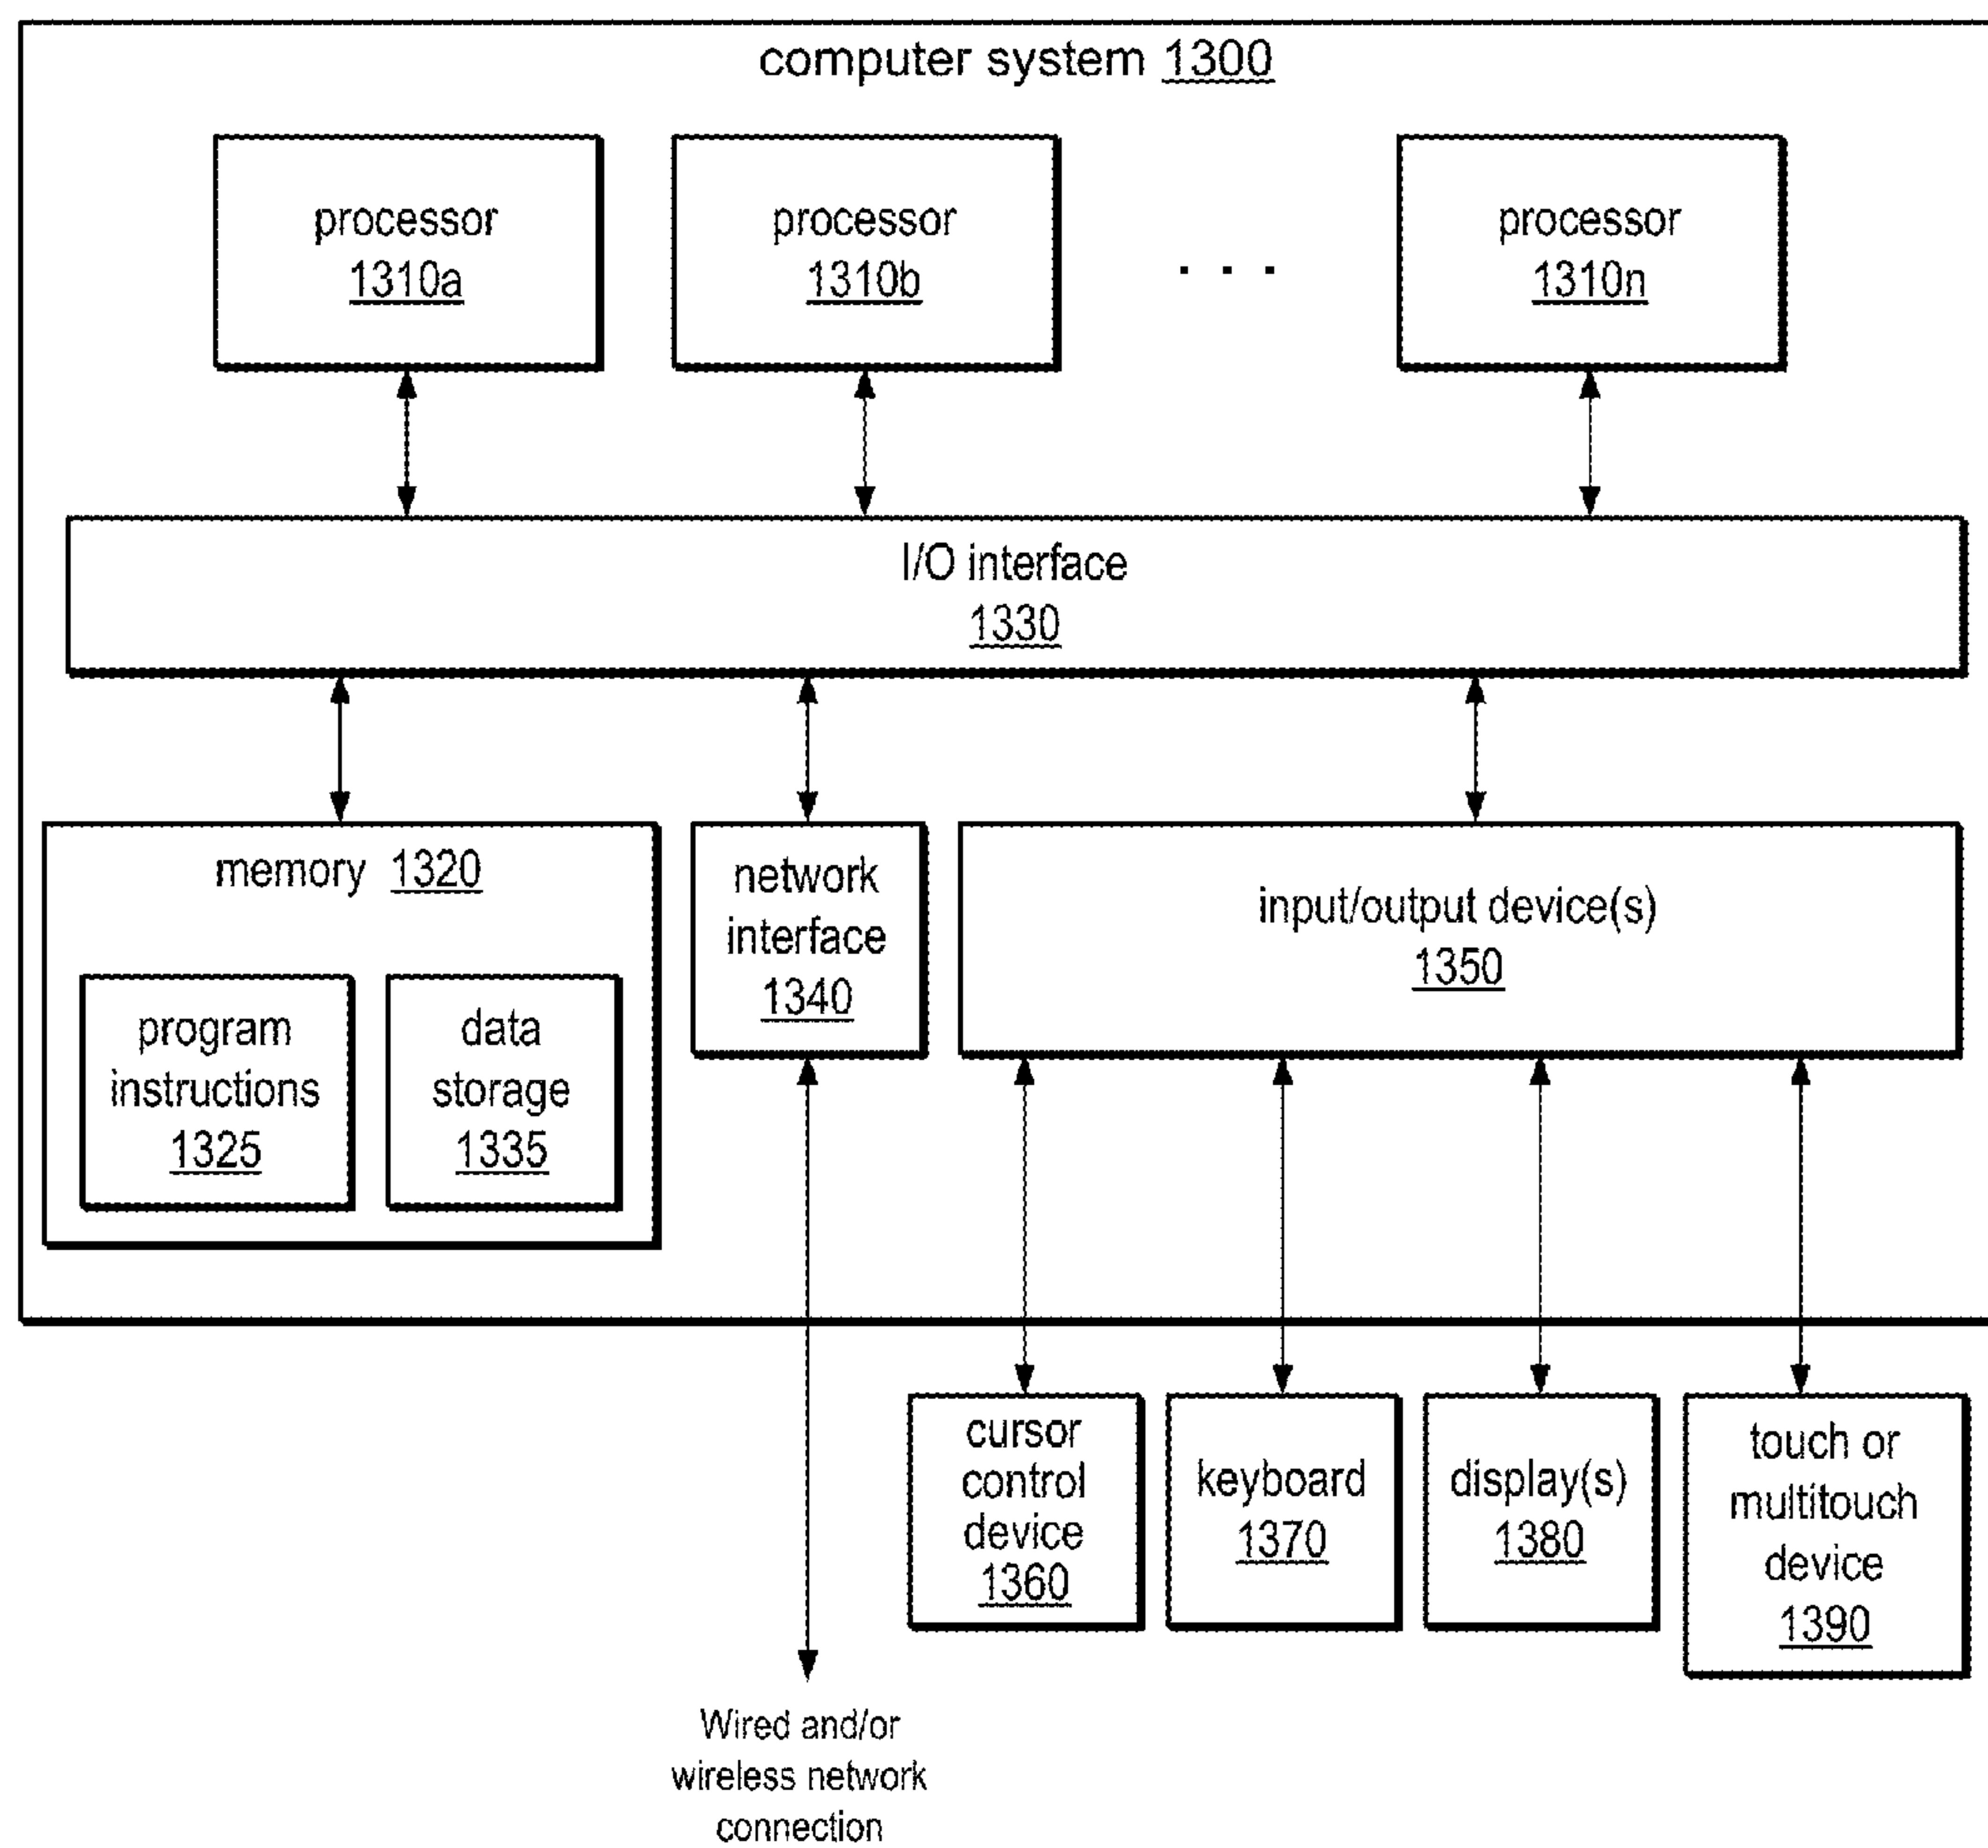 computer system 1300
processor
1310a
processor
1310b
. . .
processor
1310n
I/O interface
1330
memory 1320
program
instructions
1325
data
storage
1335
network
interface
1340
input/output device(s)
1350
cursor
control
device
1360
keyboard
1370
display(s)
1380
touch or
multitouch
device
1390
Wired and/or
wireless network
connection